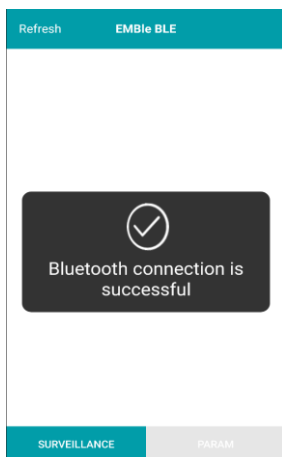 Refresh EMBle BLE
Bluetooth connection is
successful
SURVEILLANCE PARAM